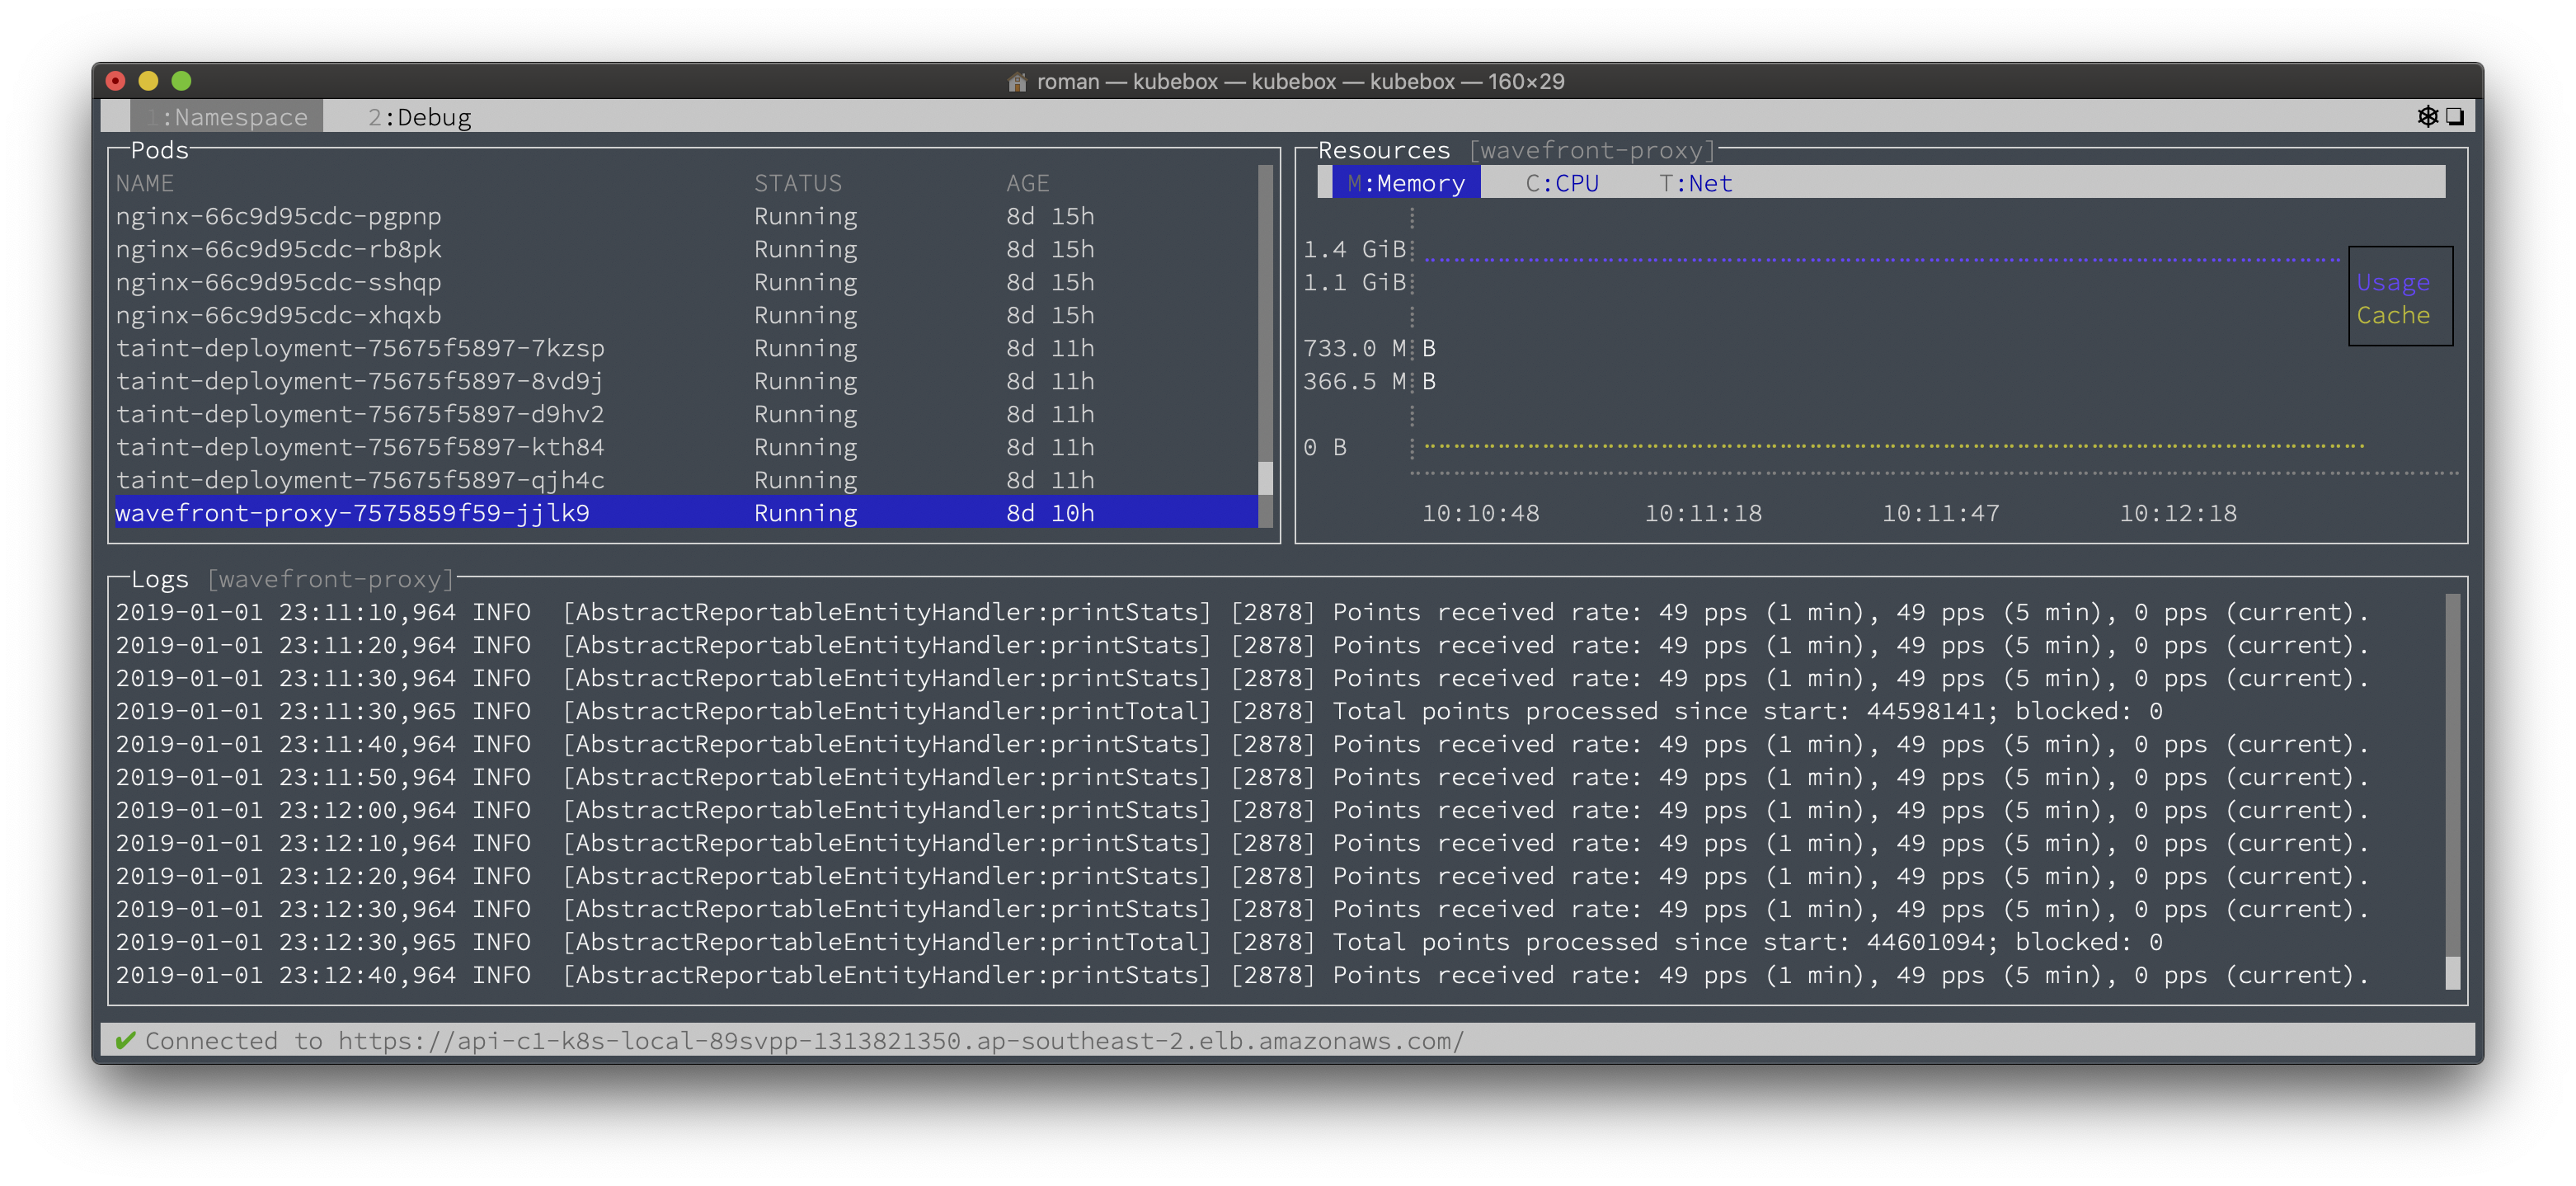 roman — kubebox — kubebox — kubebox — 160×29
1:Namespace 2:Debug
Pods
NAME STATUS AGE
nginx-66c9d95cdc-pgpnp Running 8d 15h
nginx-66c9d95cdc-rb8pk Running 8d 15h
nginx-66c9d95cdc-sshqp Running 8d 15h
nginx-66c9d95cdc-xhqxb Running 8d 15h
taint-deployment-75675f5897-7kzsp Running 8d 11h
taint-deployment-75675f5897-8vd9j Running 8d 11h
taint-deployment-75675f5897-d9hv2 Running 8d 11h
taint-deployment-75675f5897-kth84 Running 8d 11h
taint-deployment-75675f5897-qjh4c Running 8d 11h
wavefront-proxy-7575859f59-jjlk9 Running 8d 10h
Resources [wavefront-proxy]
M:Memory C:CPU T:Net
1.4 GiB
1.1 GiB
733.0 M B
366.5 M B
0 B
Usage
Cache
10:10:48 10:11:18 10:11:47 10:12:18
Logs [wavefront-proxy]
2019-01-01 23:11:10,964 INFO [AbstractReportableEntityHandler:printStats] [2878] Points received rate: 49 pps (1 min), 49 pps (5 min), 0 pps (current).
2019-01-01 23:11:20,964 INFO [AbstractReportableEntityHandler:printStats] [2878] Points received rate: 49 pps (1 min), 49 pps (5 min), 0 pps (current).
2019-01-01 23:11:30,964 INFO [AbstractReportableEntityHandler:printStats] [2878] Points received rate: 49 pps (1 min), 49 pps (5 min), 0 pps (current).
2019-01-01 23:11:30,965 INFO [AbstractReportableEntityHandler:printTotal] [2878] Total points processed since start: 44598141; blocked: 0
2019-01-01 23:11:40,964 INFO [AbstractReportableEntityHandler:printStats] [2878] Points received rate: 49 pps (1 min), 49 pps (5 min), 0 pps (current).
2019-01-01 23:11:50,964 INFO [AbstractReportableEntityHandler:printStats] [2878] Points received rate: 49 pps (1 min), 49 pps (5 min), 0 pps (current).
2019-01-01 23:12:00,964 INFO [AbstractReportableEntityHandler:printStats] [2878] Points received rate: 49 pps (1 min), 49 pps (5 min), 0 pps (current).
2019-01-01 23:12:10,964 INFO [AbstractReportableEntityHandler:printStats] [2878] Points received rate: 49 pps (1 min), 49 pps (5 min), 0 pps (current).
2019-01-01 23:12:20,964 INFO [AbstractReportableEntityHandler:printStats] [2878] Points received rate: 49 pps (1 min), 49 pps (5 min), 0 pps (current).
2019-01-01 23:12:30,964 INFO [AbstractReportableEntityHandler:printStats] [2878] Points received rate: 49 pps (1 min), 49 pps (5 min), 0 pps (current).
2019-01-01 23:12:30,965 INFO [AbstractReportableEntityHandler:printTotal] [2878] Total points processed since start: 44601094; blocked: 0
2019-01-01 23:12:40,964 INFO [AbstractReportableEntityHandler:printStats] [2878] Points received rate: 49 pps (1 min), 49 pps (5 min), 0 pps (current).
✔ Connected to https://api-c1-k8s-local-89svpp-1313821350.ap-southeast-2.elb.amazonaws.com/